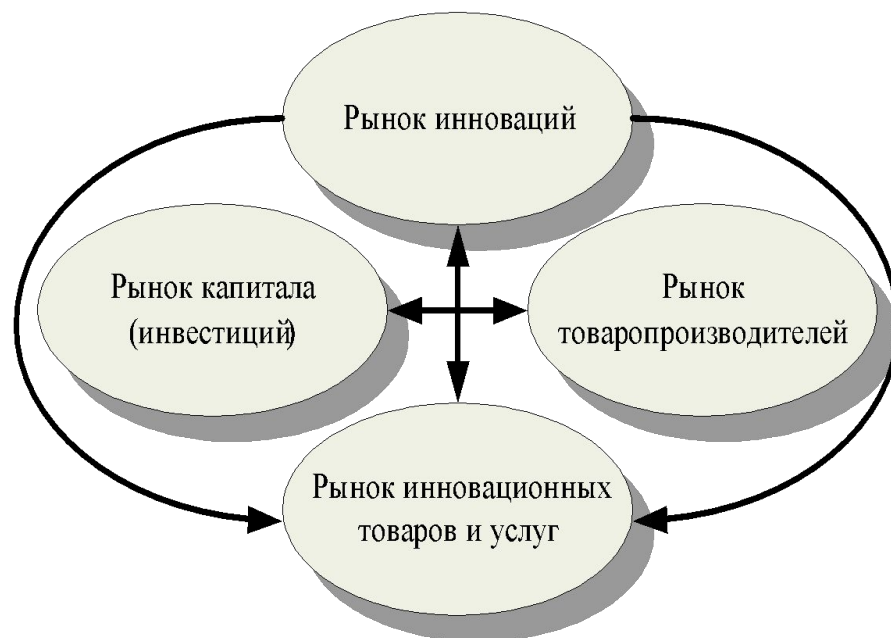 Рынок инноваций
Рынок капитала
(инвестиций)
Рынок
товаропроизводителей
Рынок инновационных
товаров и услуг